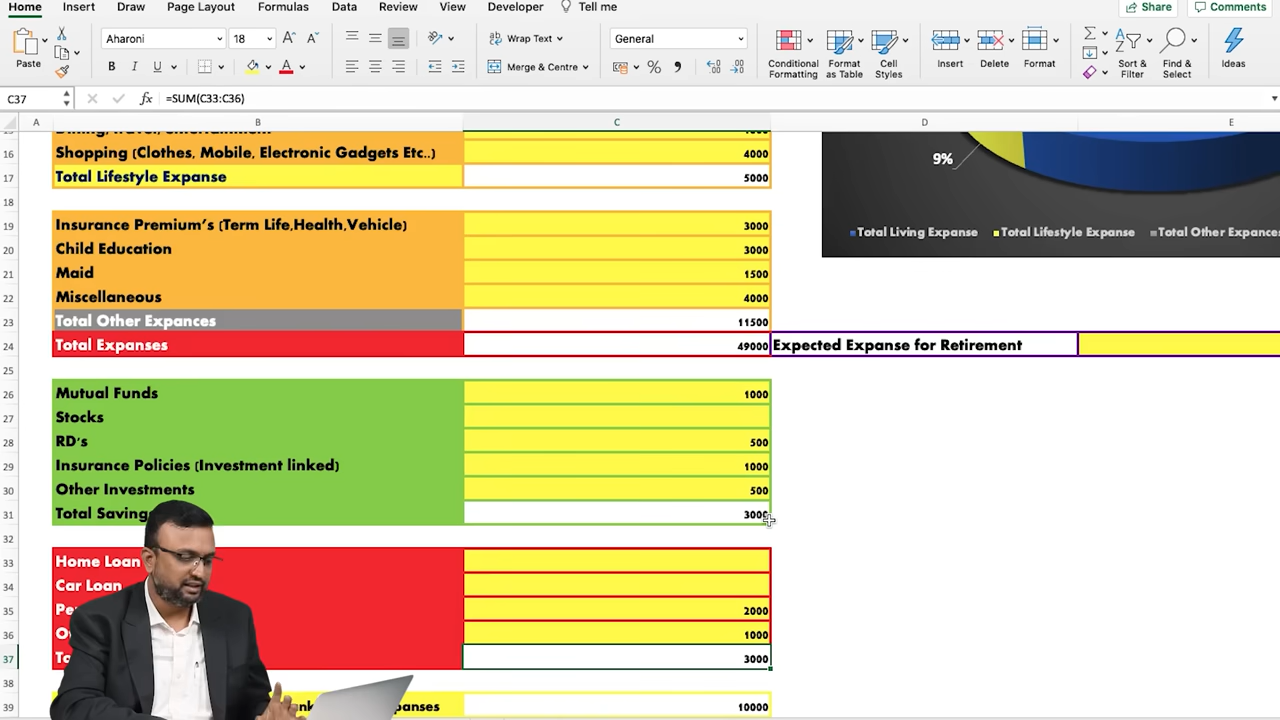 Home Insert Draw Page Layout Formulas Data Review View Developer Tell me Share Comments
Aharoni 18 Wrap Text General
Paste B I U A Merge & Centre % Conditional Formatting Format as Table Cell Styles Insert Delete Format Sort & Filter Find & Select Ideas
C37 fx =SUM(C33:C36)
A B C D E
16 Shopping (Clothes, Mobile, Electronic Gadgets Etc..) 4000 9%
17 Total Lifestyle Expanse 5000
18
19 Insurance Premium's (Term Life,Health,Vehicle) 3000 Total Living Expanse Total Lifestyle Expanse Total Other Expances
20 Child Education 3000
21 Maid 1500
22 Miscellaneous 4000
23 Total Other Expances 11500
24 Total Expanses 49000 Expected Expanse for Retirement
25
26 Mutual Funds 1000
27 Stocks
28 RD's 500
29 Insurance Policies (Investment linked) 1000
30 Other Investments 500
31 Total Savings 3000
32
33 Home Loan
34 Car Loan
35 2000
36 1000
37 3000
38
39 10000